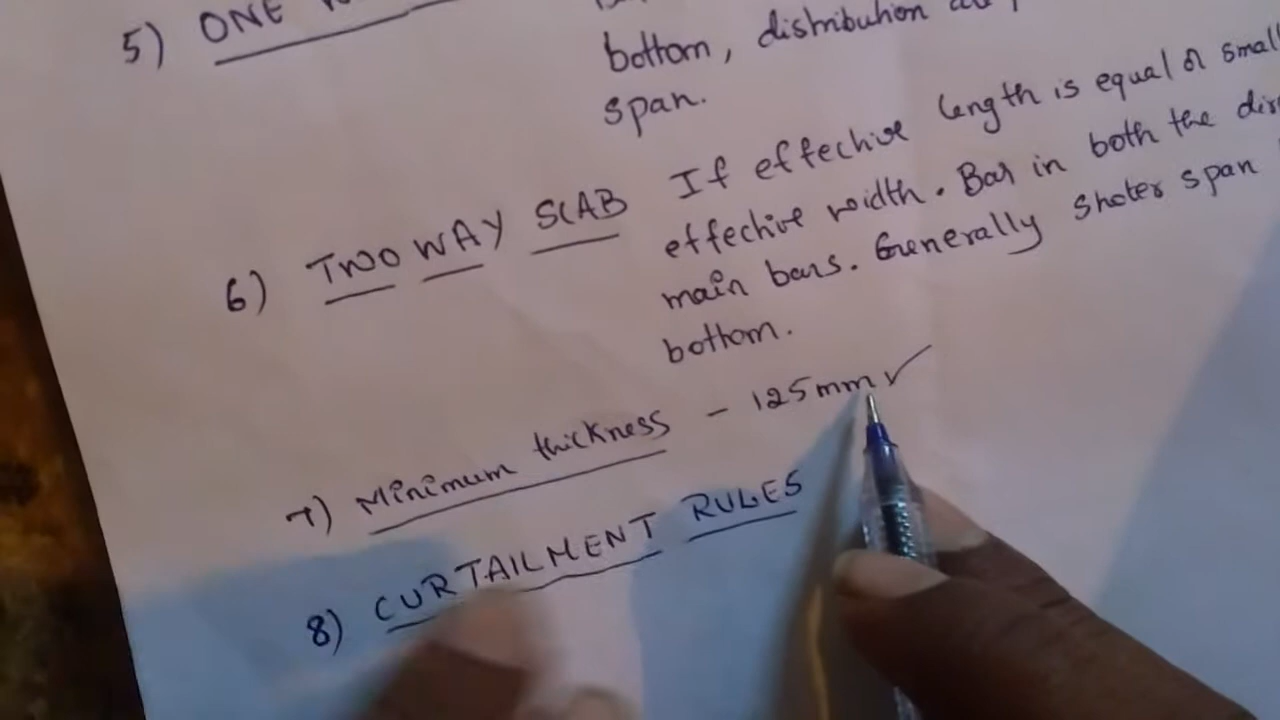 5) ONE
bottom, distribution
span.
6) TWO WAY SLAB If effective length is equal or small
effective width. Bar in both the dir
main bars. Generally shoter span
bottom.
7) Minimum thickness - 125mm ✓
8) CURTAILMENT RULES